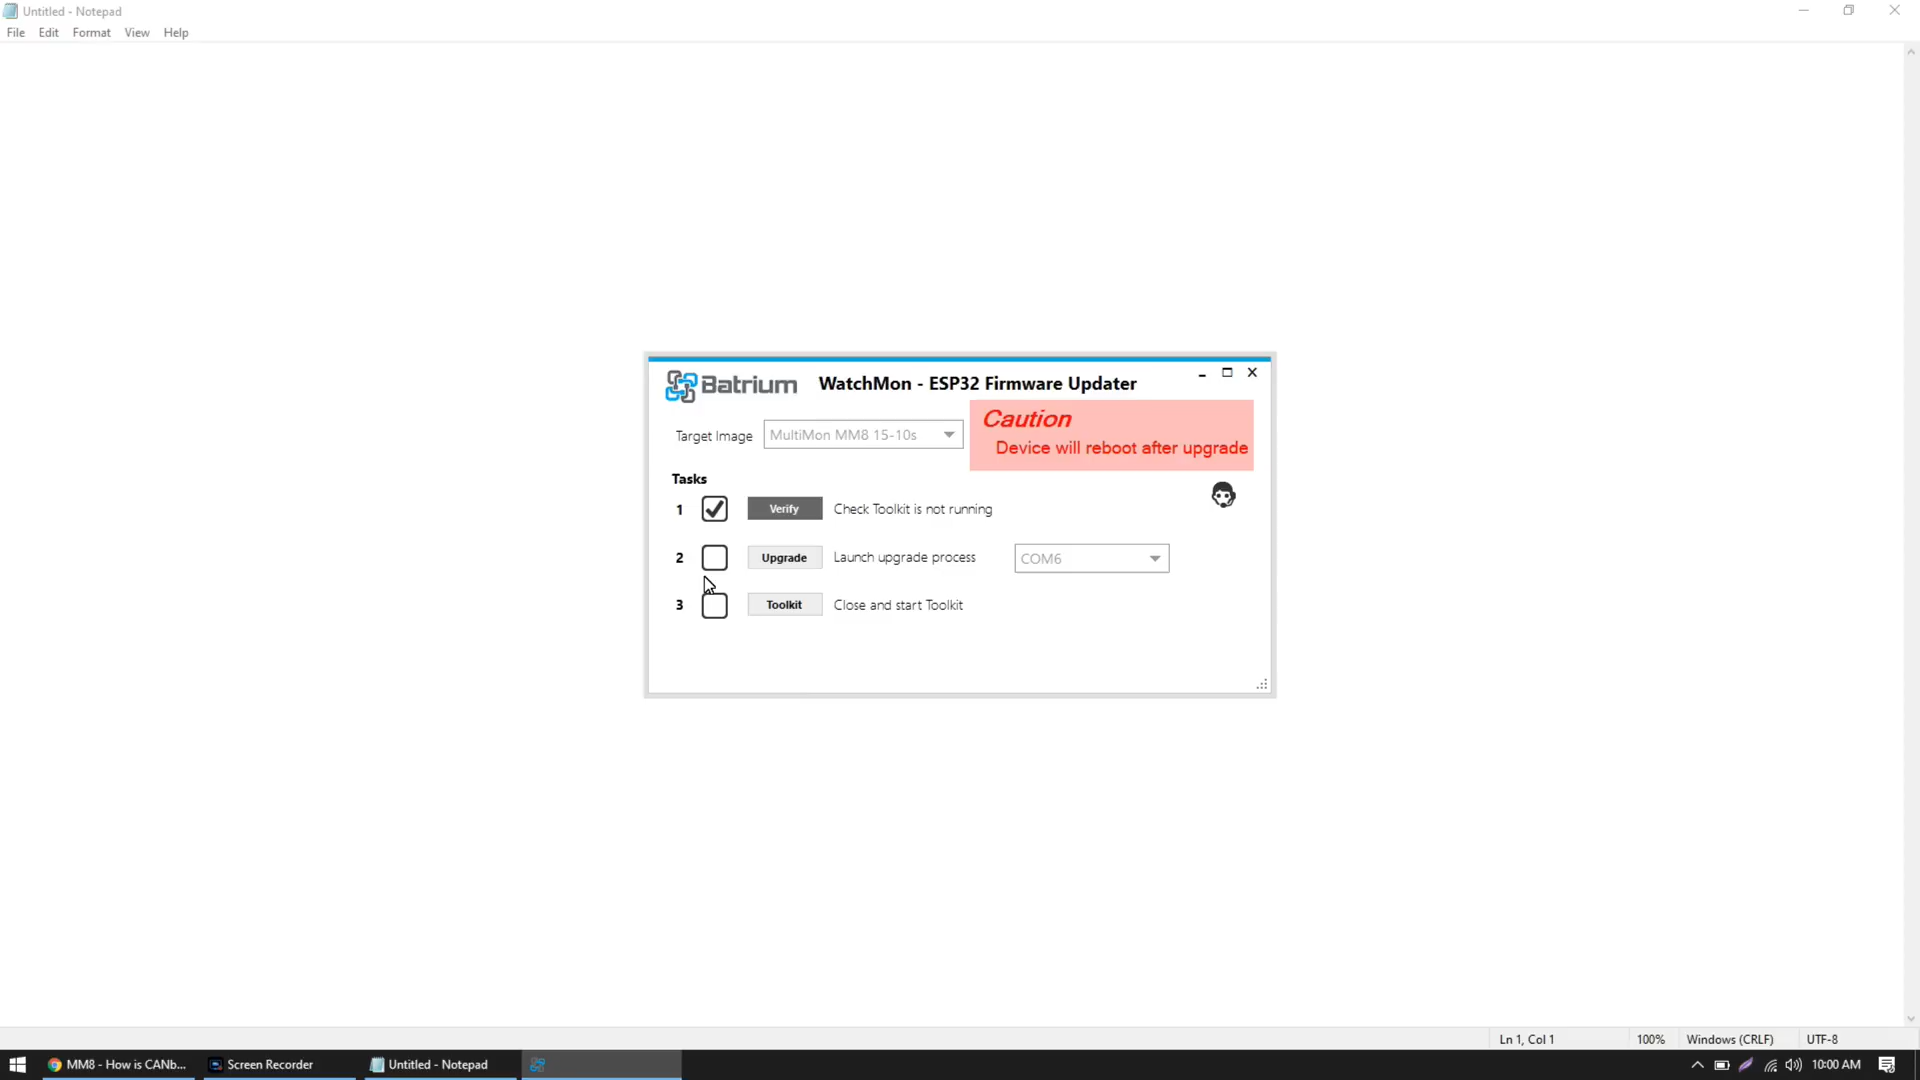 Untitled - Notepad
File Edit Format View Help
Batrium WatchMon - ESP32 Firmware Updater
Target Image MultiMon MM8 15-10s
Caution
Device will reboot after upgrade
Tasks
1 Verify Check Toolkit is not running
2 Upgrade Launch upgrade process COM6
3 Toolkit Close and start Toolkit
Ln 1, Col 1 100% Windows (CRLF) UTF-8
MM8 - How is CANb... Screen Recorder Untitled - Notepad 10:00 AM